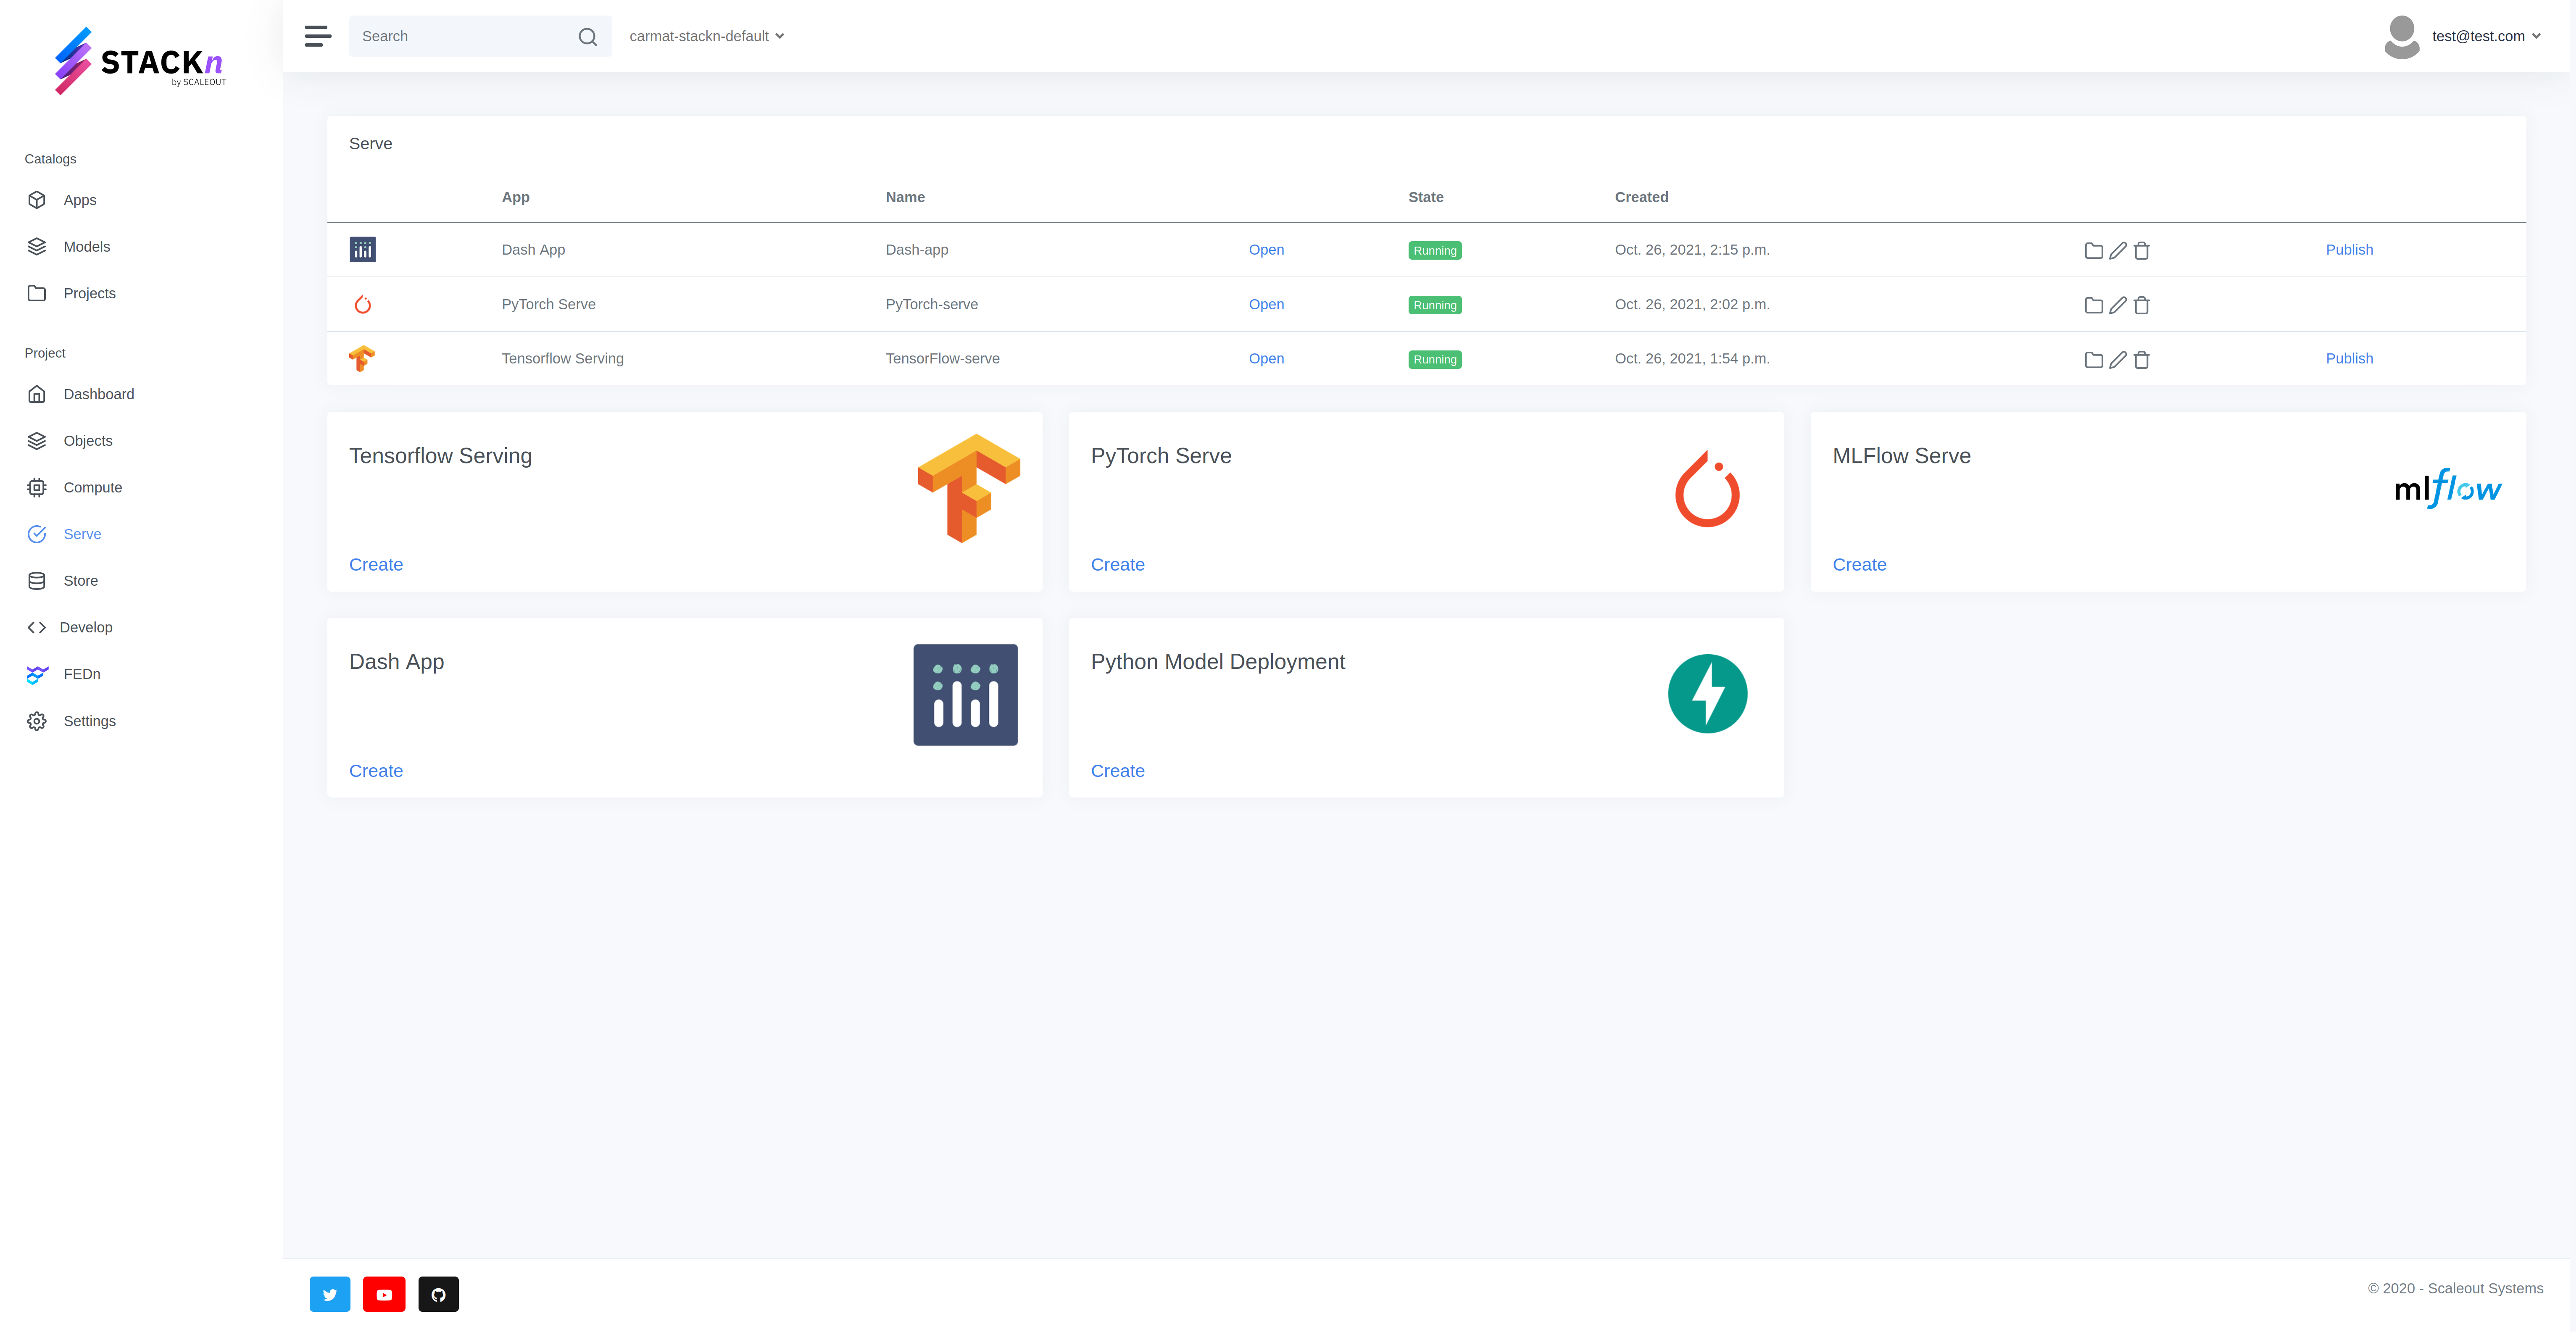 STACKn
by SCALEOUT
Search
carmat-stackn-default
test@test.com
Catalogs
Apps
Models
Projects
Project
Dashboard
Objects
Compute
Serve
Store
Develop
FEDn
Settings
Serve
App Name State Created
Dash App Dash-app Open Running Oct. 26, 2021, 2:15 p.m. Publish
PyTorch Serve PyTorch-serve Open Running Oct. 26, 2021, 2:02 p.m.
Tensorflow Serving TensorFlow-serve Open Running Oct. 26, 2021, 1:54 p.m. Publish
Tensorflow Serving
Create
PyTorch Serve
Create
MLFlow Serve
mlflow
Create
Dash App
Create
Python Model Deployment
Create
© 2020 - Scaleout Systems